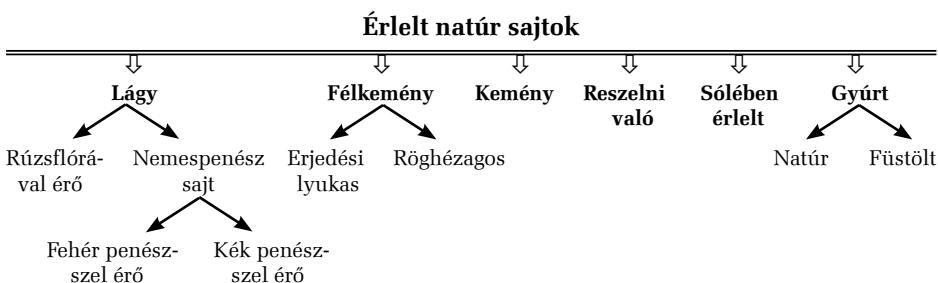 Érlelt natúr sajtok
Lágy
Félkemény
Kemény
Reszelni
való
Sólében
érlelt
Gyúrt
Rúzsflórá-
val érő
Nemespenész
sajt
Erjedési
lyukas
Röghézagos
Natúr
Füstölt
Fehér penész-
szel érő
Kék penész-
szel érő